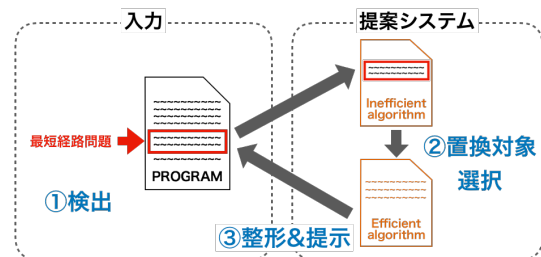 入力
提案システム
Inefficient
algorithm
最短経路問題
PROGRAM
①検出
②置換対象
選択
Efficient
algorithm
③整形&提示